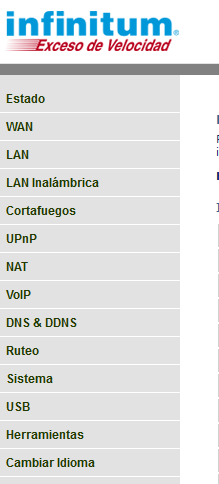 infinitum®
Exceso de Velocidad
Estado
WAN
LAN
LAN Inalámbrica
Cortafuegos
UPnP
NAT
VoIP
DNS & DDNS
Ruteo
Sistema
USB
Herramientas
Cambiar Idioma